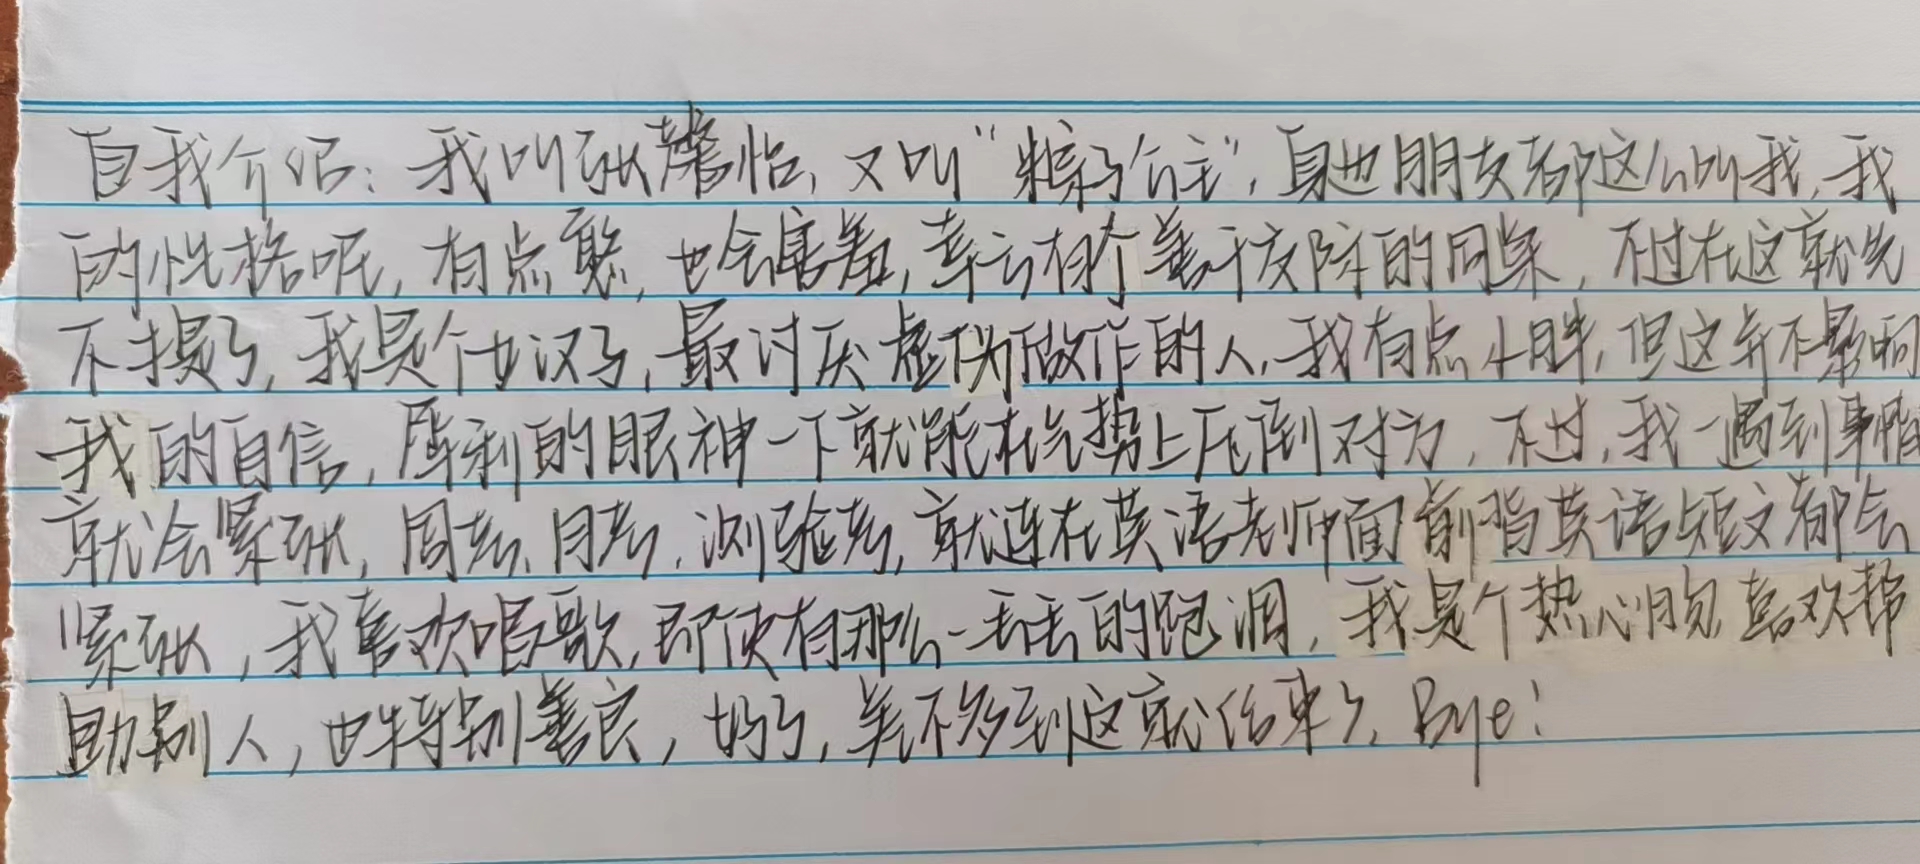 自我介绍：我叫张馨怡，又叫“粽子公主”，身边朋友都这么叫我，我
的性格呢，有点憨，也会害羞，幸亏有个善于交际的同桌，不过在这就先
不提了，我是个女汉子，最讨厌虚伪做作的人，我有点小胖，但这并不影响
我的自信，犀利的眼神一下就能在气势上压倒对方，不过，我一遇到事情
就会紧张，周考、月考、测验考，就连在英语老师面前背英语短文都会
紧张，我喜欢唱歌，即使有那么一丢丢的跑调，我是个热心肠，喜欢帮
助别人，也特别善良，好了，差不多到这就结束了，Bye！